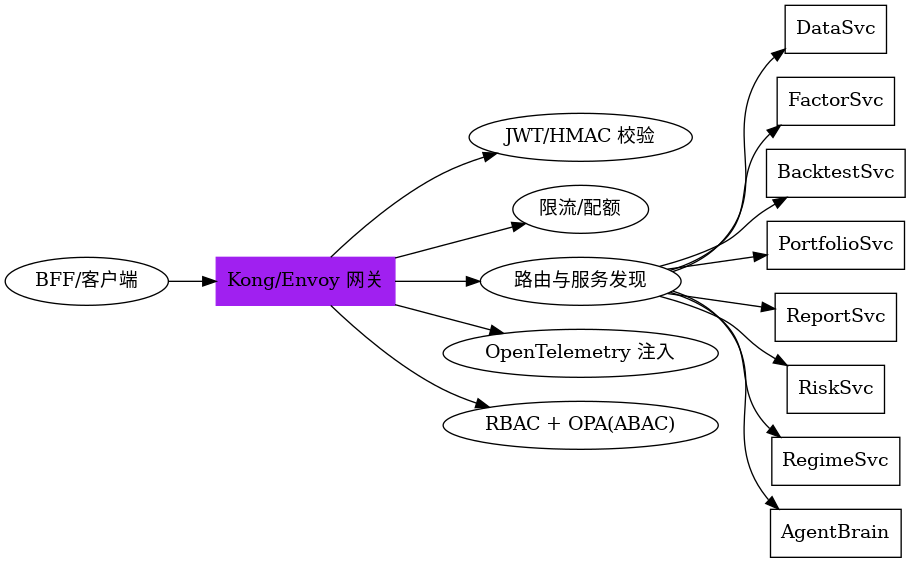 BFF/客户端
Kong/Envoy 网关
JWT/HMAC 校验
限流/配额
路由与服务发现
OpenTelemetry 注入
RBAC + OPA(ABAC)
DataSvc
FactorSvc
BacktestSvc
PortfolioSvc
ReportSvc
RiskSvc
RegimeSvc
AgentBrain